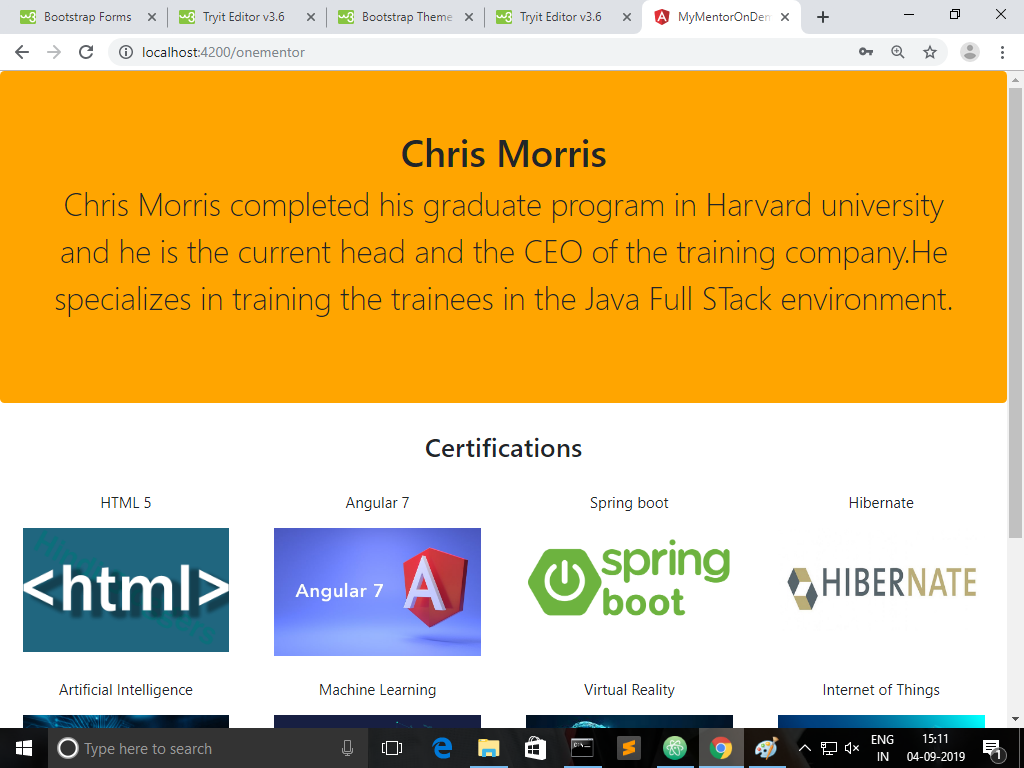 Bootstrap Forms
Tryit Editor v3.6
Bootstrap Theme
Tryit Editor v3.6
MyMentorOnDem
localhost:4200/onementor
Chris Morris
Chris Morris completed his graduate program in Harvard university
and he is the current head and the CEO of the training company.He
specializes in training the trainees in the Java Full STack environment.
Certifications
HTML 5
Angular 7
Spring boot
Hibernate
<html>
Angular 7
A
spring
boot
HIBERNATE
Artificial Intelligence
Machine Learning
Virtual Reality
Internet of Things
Type here to search
ENG
IN
15:11
04-09-2019
1